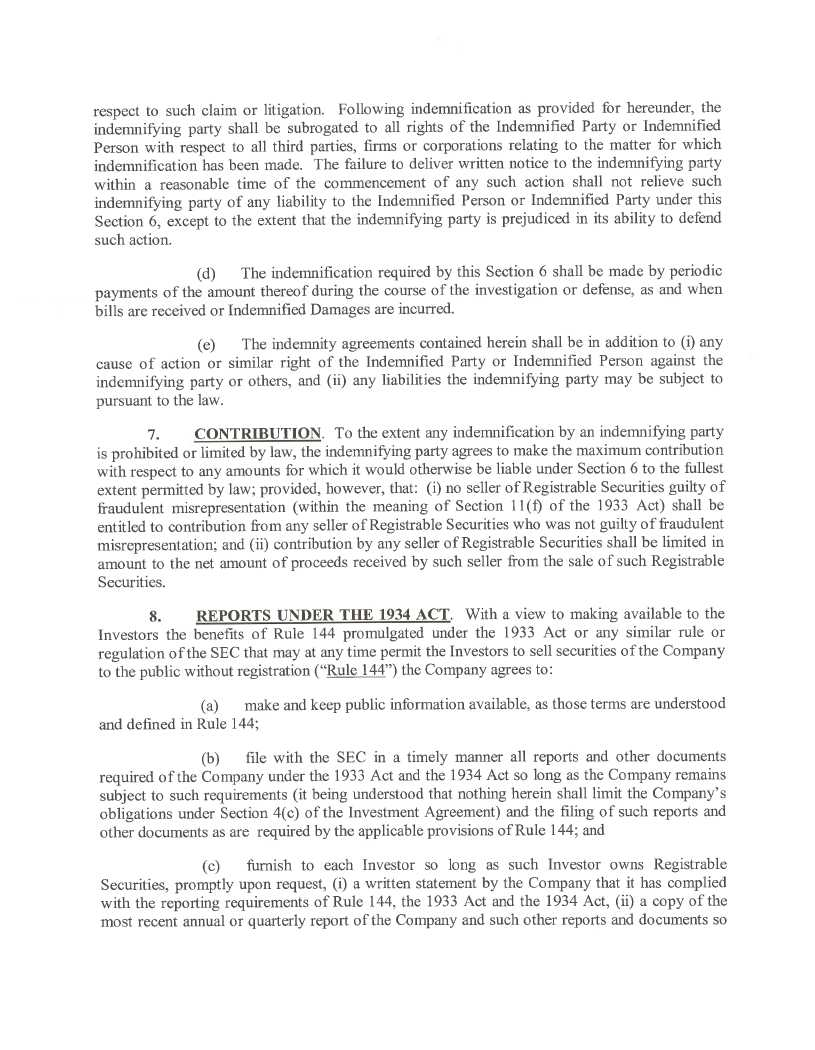 respect to such claim or litigation. Following indemnification as provided for hereunder, the
indemnifying party shall be subrogated to all rights of the Indemnified Party or Indemnified
Person with respect to all third parties, firms or corporations relating to the matter for which
indemnification has been made. The failure to deliver written notice to the indemnifying party
within a reasonable time of the commencement of any such action shall not relieve such
indemnifying party of any liability to the Indemnified Person or Indemnified Party under this
Section 6, except to the extent that the indemnifying party is prejudiced in its ability to defend
such action.
(d) The indemnification required by this Section 6 shall be made by periodic
payments of the amount thereof during the course of the investigation or defense, as and when
bills are received or Indemnified Damages are incurred.
(e) The indemnity agreements contained herein shall be in addition to (i) any
cause of action or similar right of the Indemnified Party or Indemnified Person against the
indemnifying party or others, and (ii) any liabilities the indemnifying party may be subject to
pursuant to the law.
7. CONTRIBUTION. To the extent any indemnification by an indemnifying party
is prohibited or limited by law, the indemnifying party agrees to make the maximum contribution
with respect to any amounts for which it would otherwise be liable under Section 6 to the fullest
extent permitted by law; provided, however, that: (i) no seller of Registrable Securities guilty of
fraudulent misrepresentation (within the meaning of Section 11(f) of the 1933 Act) shall be
entitled to contribution from any seller of Registrable Securities who was not guilty of fraudulent
misrepresentation; and (ii) contribution by any seller of Registrable Securities shall be limited in
amount to the net amount of proceeds received by such seller from the sale of such Registrable
Securities.
8. REPORTS UNDER THE 1934 ACT. With a view to making available to the
Investors the benefits of Rule 144 promulgated under the 1933 Act or any similar rule or
regulation of the SEC that may at any time permit the Investors to sell securities of the Company
to the public without registration (“Rule 144”) the Company agrees to:
(a) make and keep public information available, as those terms are understood
and defined in Rule 144;
(b) file with the SEC in a timely manner all reports and other documents
required of the Company under the 1933 Act and the 1934 Act so long as the Company remains
subject to such requirements (it being understood that nothing herein shall limit the Company’s
obligations under Section 4(c) of the Investment Agreement) and the filing of such reports and
other documents as are required by the applicable provisions of Rule 144; and
(c) furnish to each Investor so long as such Investor owns Registrable
Securities, promptly upon request, (i) a written statement by the Company that it has complied
with the reporting requirements of Rule 144, the 1933 Act and the 1934 Act, (ii) a copy of the
most recent annual or quarterly report of the Company and such other reports and documents so